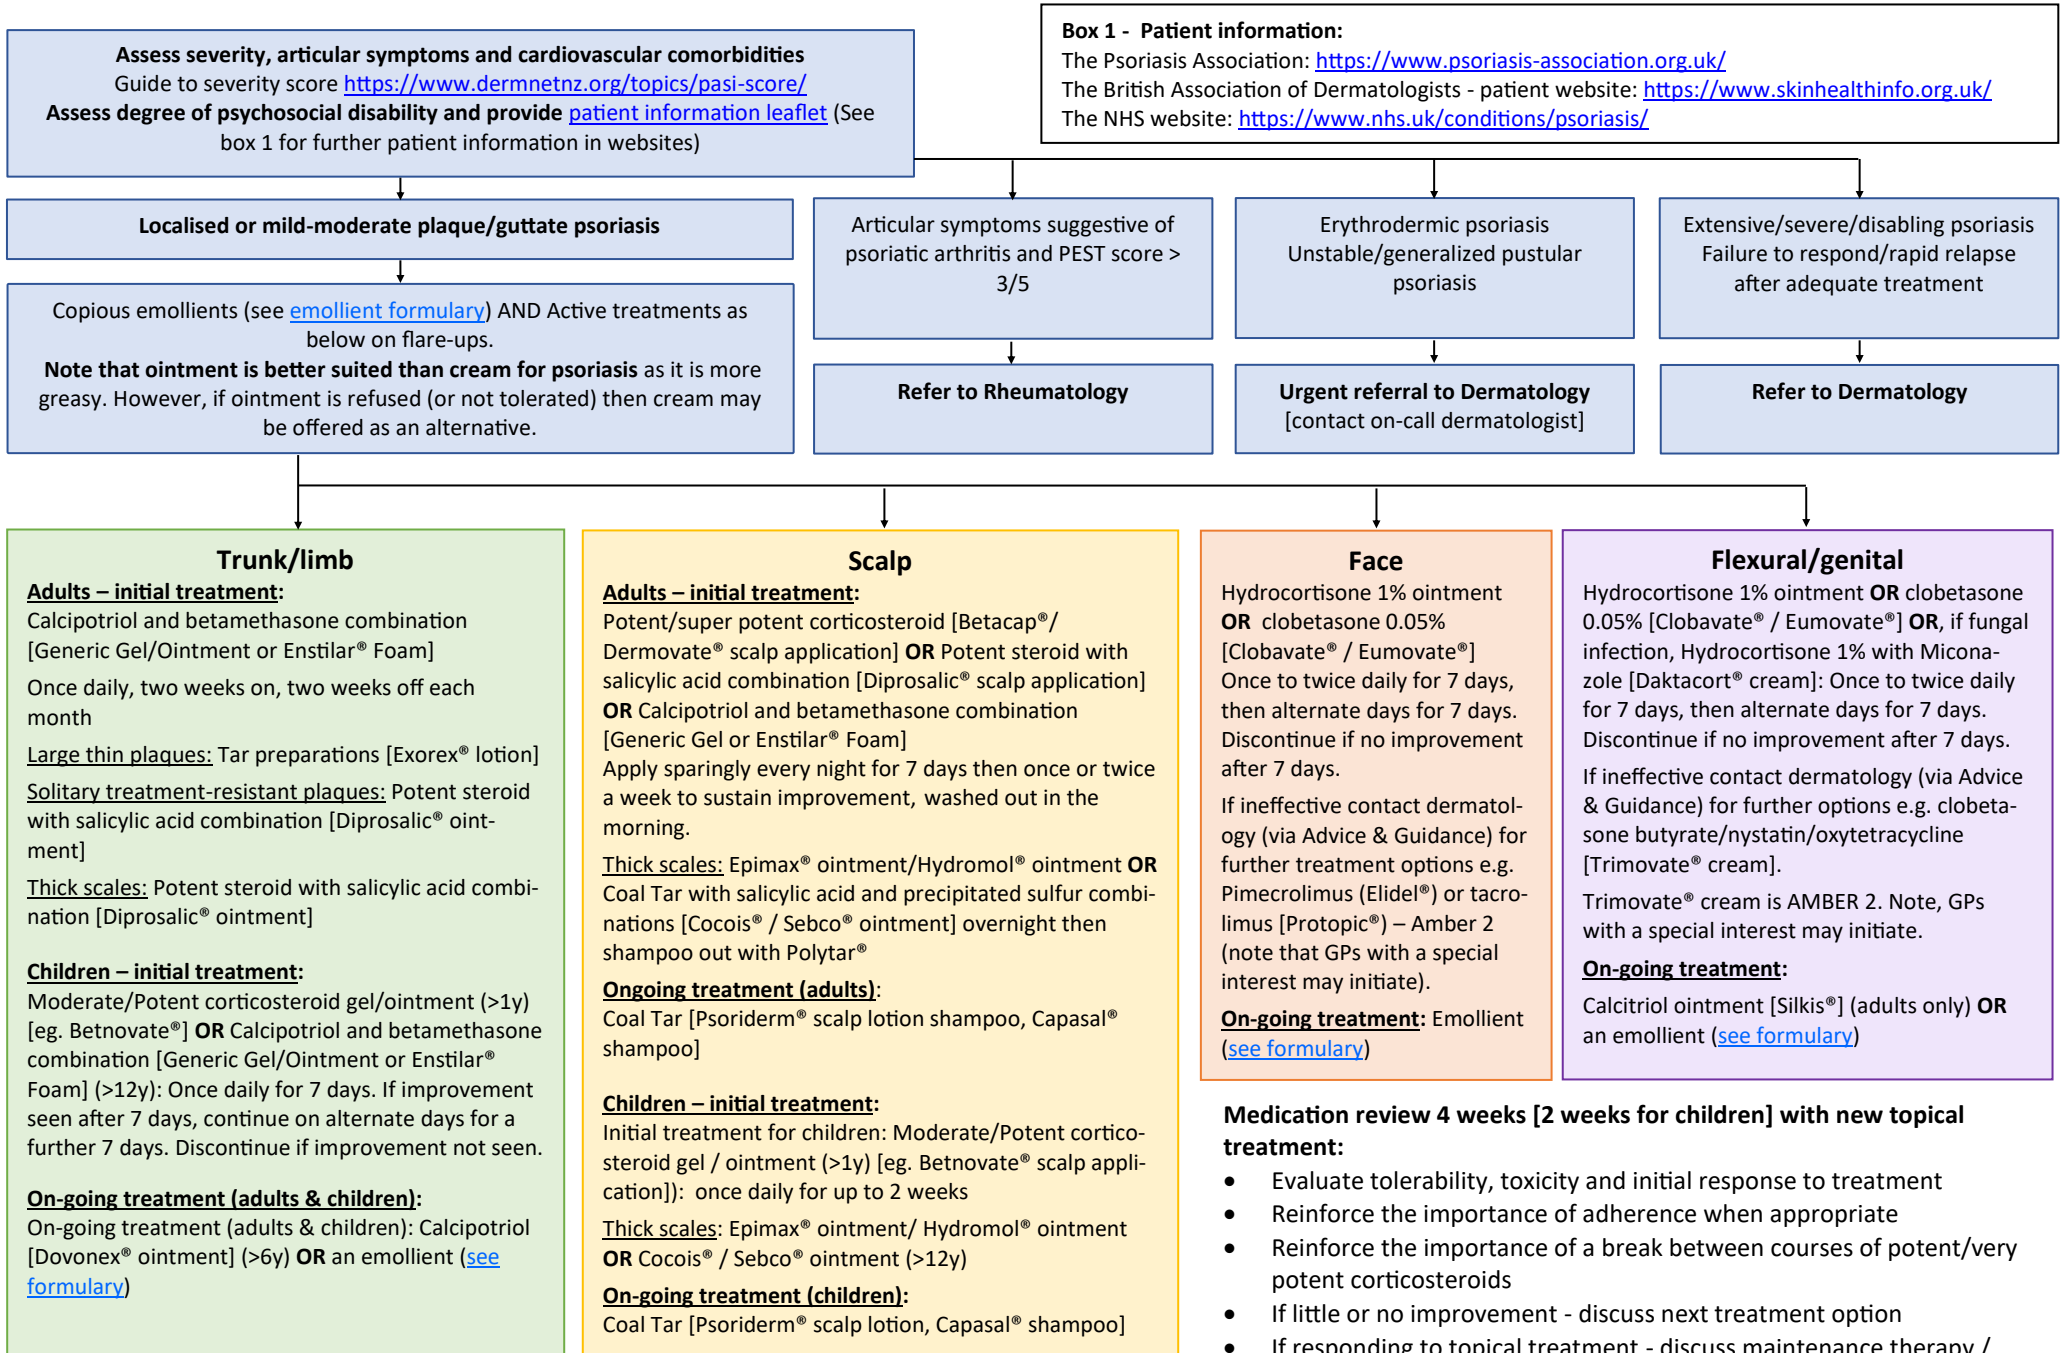 Assess severity, articular symptoms and cardiovascular comorbidities
Guide to severity score https://www.dermnetnz.org/topics/pasi-score/
Assess degree of psychosocial disability and provide patient information leaflet (See
box 1 for further patient information in websites)
Box 1 -  Patient information:
The Psoriasis Association: https://www.psoriasis-association.org.uk/
The British Association of Dermatologists - patient website: https://www.skinhealthinfo.org.uk/
The NHS website: https://www.nhs.uk/conditions/psoriasis/
Localised or mild-moderate plaque/guttate psoriasis
Copious emollients (see emollient formulary) AND Active treatments as
below on flare-ups.
Note that ointment is better suited than cream for psoriasis as it is more
greasy. However, if ointment is refused (or not tolerated) then cream may
be offered as an alternative.
Articular symptoms suggestive of
psoriatic arthritis and PEST score >
3/5
Refer to Rheumatology
Erythrodermic psoriasis
Unstable/generalized pustular
psoriasis
Urgent referral to Dermatology
[contact on-call dermatologist]
Extensive/severe/disabling psoriasis
Failure to respond/rapid relapse
after adequate treatment
Refer to Dermatology
Trunk/limb
Adults – initial treatment:
Calcipotriol and betamethasone combination
[Generic Gel/Ointment or Enstilar® Foam]
Once daily, two weeks on, two weeks off each
month
Large thin plaques: Tar preparations [Exorex® lotion]
Solitary treatment-resistant plaques: Potent steroid
with salicylic acid combination [Diprosalic® oint-
ment]
Thick scales: Potent steroid with salicylic acid combi-
nation [Diprosalic® ointment]
Children – initial treatment:
Moderate/Potent corticosteroid gel/ointment (>1y)
[eg. Betnovate®] OR Calcipotriol and betamethasone
combination [Generic Gel/Ointment or Enstilar®
Foam] (>12y): Once daily for 7 days. If improvement
seen after 7 days, continue on alternate days for a
further 7 days. Discontinue if improvement not seen.
On-going treatment (adults & children):
On-going treatment (adults & children): Calcipotriol
[Dovonex® ointment] (>6y) OR an emollient (see
formulary)
Scalp
Adults – initial treatment:
Potent/super potent corticosteroid [Betacap®/
Dermovate® scalp application] OR Potent steroid with
salicylic acid combination [Diprosalic® scalp application]
OR Calcipotriol and betamethasone combination
[Generic Gel or Enstilar® Foam]
Apply sparingly every night for 7 days then once or twice
a week to sustain improvement, washed out in the
morning.
Thick scales: Epimax® ointment/Hydromol® ointment OR
Coal Tar with salicylic acid and precipitated sulfur combi-
nations [Cocois® / Sebco® ointment] overnight then
shampoo out with Polytar®
Ongoing treatment (adults):
Coal Tar [Psoriderm® scalp lotion shampoo, Capasal®
shampoo]
Children – initial treatment:
Initial treatment for children: Moderate/Potent cortico-
steroid gel / ointment (>1y) [eg. Betnovate® scalp appli-
cation]):  once daily for up to 2 weeks
Thick scales: Epimax® ointment/ Hydromol® ointment
OR Cocois® / Sebco® ointment (>12y)
On-going treatment (children):
Coal Tar [Psoriderm® scalp lotion, Capasal® shampoo]
Face
Hydrocortisone 1% ointment
OR  clobetasone 0.05%
[Clobavate® / Eumovate®]
Once to twice daily for 7 days,
then alternate days for 7 days.
Discontinue if no improvement
after 7 days.
If ineffective contact dermatol-
ogy (via Advice & Guidance) for
further treatment options e.g.
Pimecrolimus (Elidel®) or tacro-
limus [Protopic®) – Amber 2
(note that GPs with a special
interest may initiate).
On-going treatment: Emollient
(see formulary)
Flexural/genital
Hydrocortisone 1% ointment OR clobetasone
0.05% [Clobavate® / Eumovate®] OR, if fungal
infection, Hydrocortisone 1% with Micona-
zole [Daktacort® cream]: Once to twice daily
for 7 days, then alternate days for 7 days.
Discontinue if no improvement after 7 days.
If ineffective contact dermatology (via Advice
& Guidance) for further options e.g. clobeta-
sone butyrate/nystatin/oxytetracycline
[Trimovate® cream].
Trimovate® cream is AMBER 2. Note, GPs
with a special interest may initiate.
On-going treatment:
Calcitriol ointment [Silkis®] (adults only) OR
an emollient (see formulary)
Medication review 4 weeks [2 weeks for children] with new topical
treatment:
• Evaluate tolerability, toxicity and initial response to treatment
• Reinforce the importance of adherence when appropriate
• Reinforce the importance of a break between courses of potent/very
potent corticosteroids
• If little or no improvement - discuss next treatment option
• If responding to topical treatment - discuss maintenance therapy /